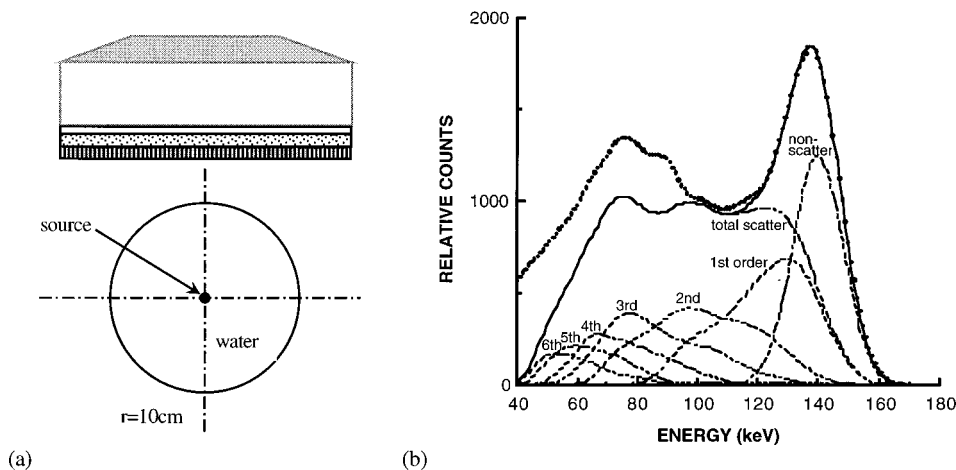 source
water
r=10cm
(a)
(b)
RELATIVE COUNTS
2000
1000
0
non-
scatter
total scatter
1st order
2nd
3rd
4th
5th
6th
40 60 80 100 120 140 160 180
ENERGY (keV)